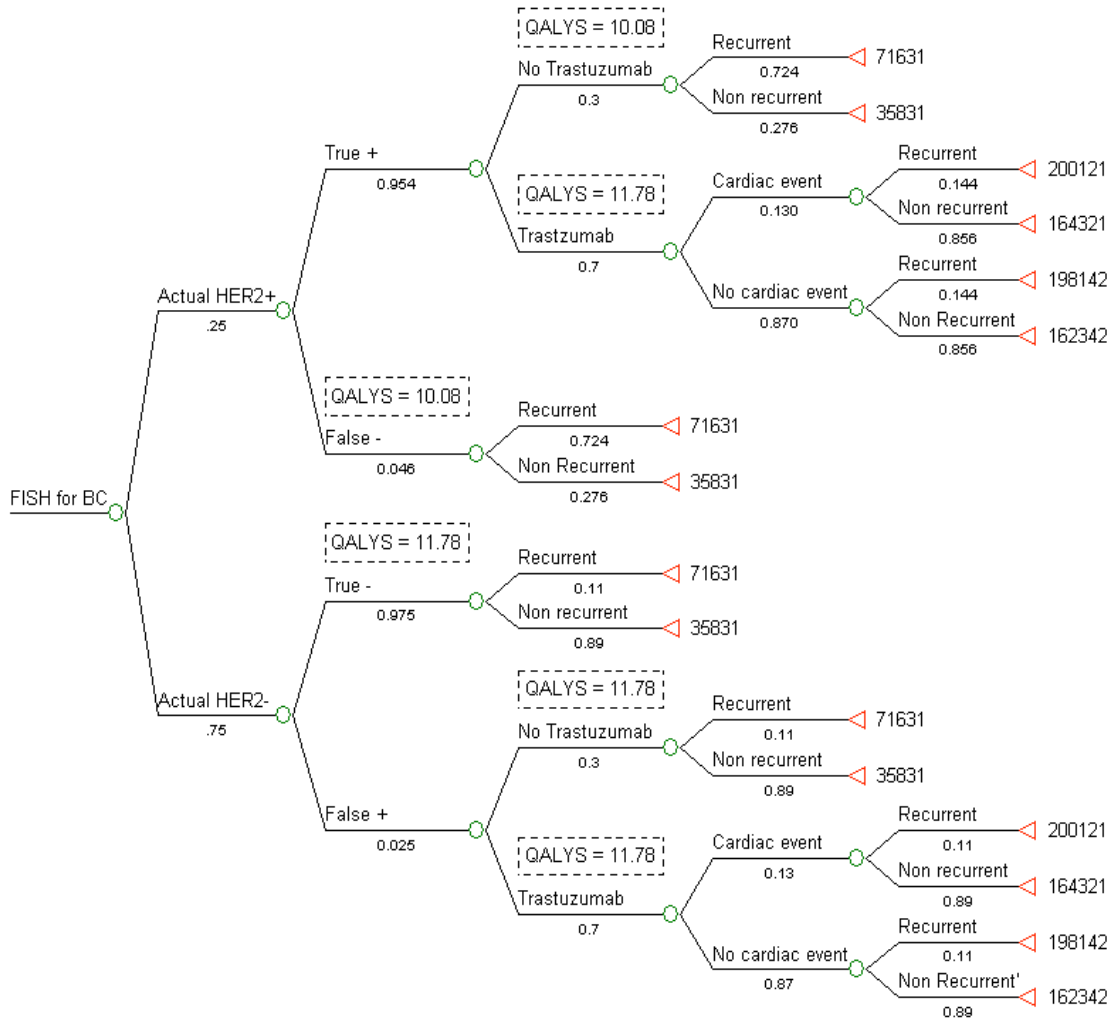 QALYS = 10.08
No Trastuzumab
0.3
Recurrent
0.724
71631
Non recurrent
0.276
35831
True +
0.954
QALYS = 11.78
Trastzumab
0.7
Cardiac event
0.130
Recurrent
0.144
200121
Non recurrent
0.856
164321
No cardiac event
0.870
Recurrent
0.144
198142
Non Recurrent
0.856
162342
Actual HER2+
.25
QALYS = 10.08
False -
0.046
Recurrent
0.724
71631
Non Recurrent
0.276
35831
FISH for BC
QALYS = 11.78
True -
0.975
Recurrent
0.11
71631
Non recurrent
0.89
35831
Actual HER2-
.75
QALYS = 11.78
No Trastuzumab
0.3
Recurrent
0.11
71631
Non recurrent
0.89
35831
False +
0.025
QALYS = 11.78
Trastuzumab
0.7
Cardiac event
0.13
Recurrent
0.11
200121
Non recurrent
0.89
164321
No cardiac event
0.87
Recurrent
0.11
198142
Non Recurrent'
0.89
162342